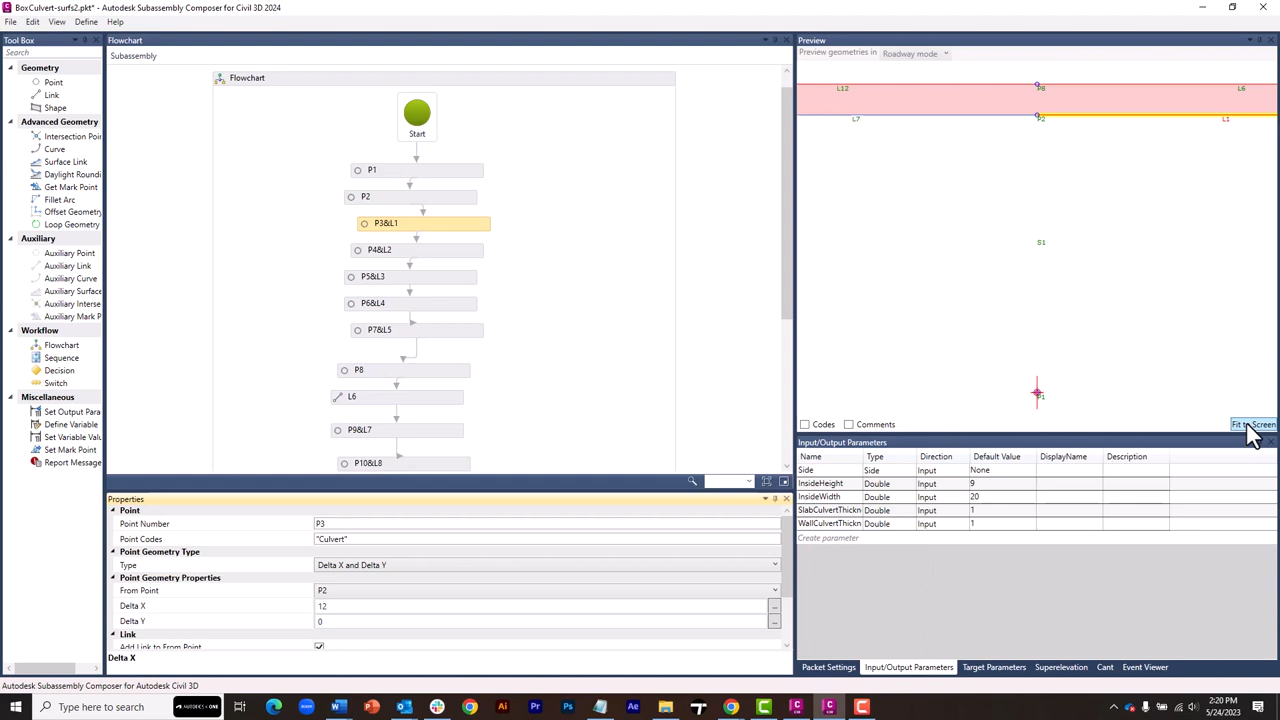 BoxCulvert-surfs2.pkt* - Autodesk Subassembly Composer for Civil 3D 2024
File Edit View Define Help
Tool Box
Search
Geometry
Point
Link
Shape
Advanced Geometry
Intersection Poin
Curve
Surface Link
Daylight Roundi
Get Mark Point
Fillet Arc
Offset Geometry
Loop Geometry
Auxiliary
Auxiliary Point
Auxiliary Link
Auxiliary Curve
Auxiliary Surface
Auxiliary Interse
Auxiliary Mark P
Workflow
Flowchart
Sequence
Decision
Switch
Miscellaneous
Set Output Para
Define Variable
Set Variable Valu
Set Mark Point
Report Message
Flowchart
Subassembly
Flowchart
Start
P1
P2
P3&L1
P4&L2
P5&L3
P6&L4
P7&L5
P8
L6
P9&L7
P10&L8
Properties
Point
Point Number P3
Point Codes "Culvert"
Point Geometry Type
Type Delta X and Delta Y
Point Geometry Properties
From Point P2
Delta X 12 ...
Delta Y 0 ...
Link
Add Link to From Point
Delta X
Preview
Preview geometries in Roadway mode
L12 P8 L6
L7 P2 L1
S1
Codes Comments Fit to Screen
Input/Output Parameters
Name Type Direction Default Value DisplayName Description
Side Side Input None
InsideHeight Double Input 9
InsideWidth Double Input 20
SlabCulvertThickn Double Input 1
WallCulvertThickn Double Input 1
Create parameter
Packet Settings Input/Output Parameters Target Parameters Superelevation Cant Event Viewer
Autodesk Subassembly Composer for Autodesk Civil 3D
Type here to search AUTODESK ONE
2:20 PM
5/24/2023